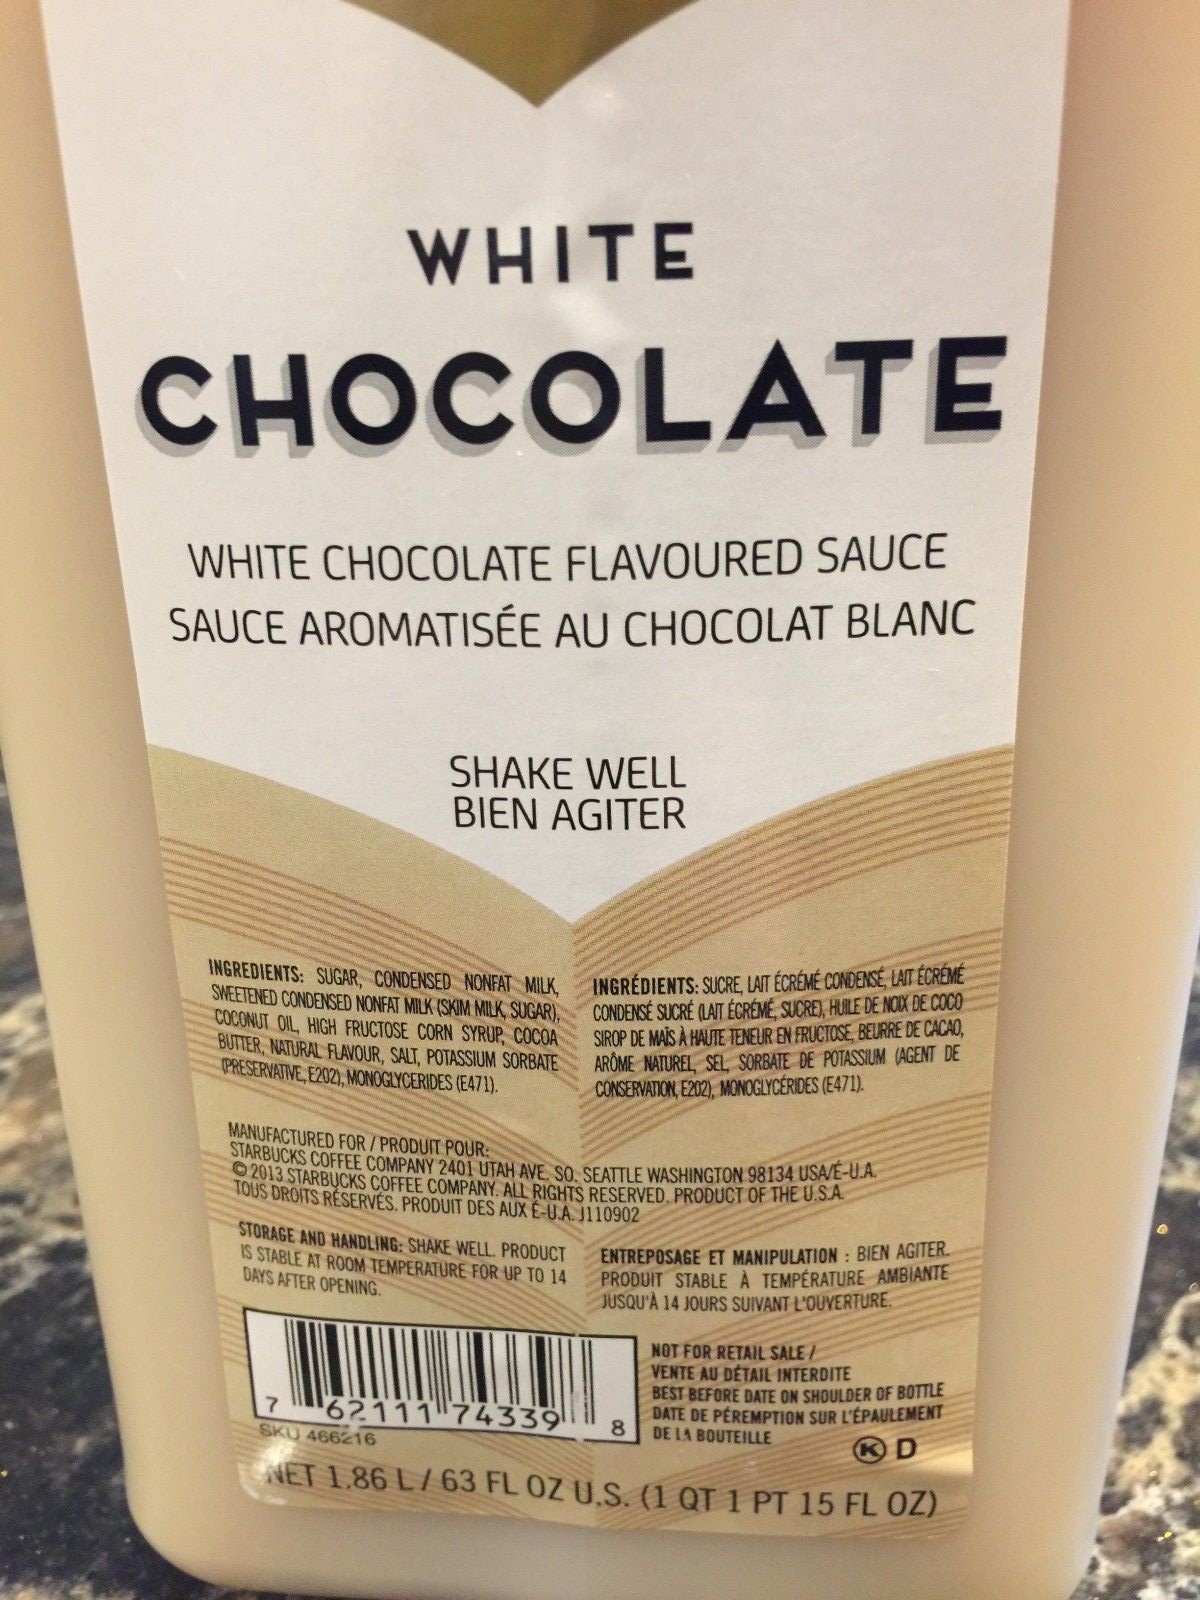 WHITE
CHOCOLATE
WHITE CHOCOLATE FLAVOURED SAUCE
SAUCE AROMATISÉE AU CHOCOLAT BLANC
SHAKE WELL
BIEN AGITER
INGREDIENTS: SUGAR, CONDENSED NONFAT MILK,
SWEETENED CONDENSED NONFAT MILK (SKIM MILK, SUGAR),
COCONUT OIL, HIGH FRUCTOSE CORN SYRUP, COCOA
BUTTER, NATURAL FLAVOUR, SALT, POTASSIUM SORBATE
(PRESERVATIVE, E202), MONOGLYCERIDES (E471).
INGRÉDIENTS: SUCRE, LAIT ÉCRÉMÉ CONDENSÉ, LAIT ÉCRÉMÉ
CONDENSÉ SUCRÉ (LAIT ÉCRÉMÉ, SUCRE), HUILE DE NOIX DE COCO
SIROP DE MAÏS À HAUTE TENEUR EN FRUCTOSE, BEURRE DE CACAO,
ARÔME NATUREL, SEL, SORBATE DE POTASSIUM (AGENT DE
CONSERVATION, E202), MONOGLYCÉRIDES (E471).
MANUFACTURED FOR / PRODUIT POUR:
STARBUCKS COFFEE COMPANY 2401 UTAH AVE. SO. SEATTLE WASHINGTON 98134 USA/É-U.A.
© 2013 STARBUCKS COFFEE COMPANY. ALL RIGHTS RESERVED. PRODUCT OF THE U.S.A.
TOUS DROITS RÉSERVÉS. PRODUIT DES AUX É-U.A. J110902
STORAGE AND HANDLING: SHAKE WELL. PRODUCT
IS STABLE AT ROOM TEMPERATURE FOR UP TO 14
DAYS AFTER OPENING.
ENTREPOSAGE ET MANIPULATION : BIEN AGITER.
PRODUIT STABLE À TEMPÉRATURE AMBIANTE
JUSQU'À 14 JOURS SUIVANT L'OUVERTURE.
7 62111 74339 8
SKU 466216
NOT FOR RETAIL SALE /
VENTE AU DÉTAIL INTERDITE
BEST BEFORE DATE ON SHOULDER OF BOTTLE
DATE DE PÉREMPTION SUR L'ÉPAULEMENT
DE LA BOUTEILLE
K D
NET 1.86 L / 63 FL OZ U.S. (1 QT 1 PT 15 FL OZ)